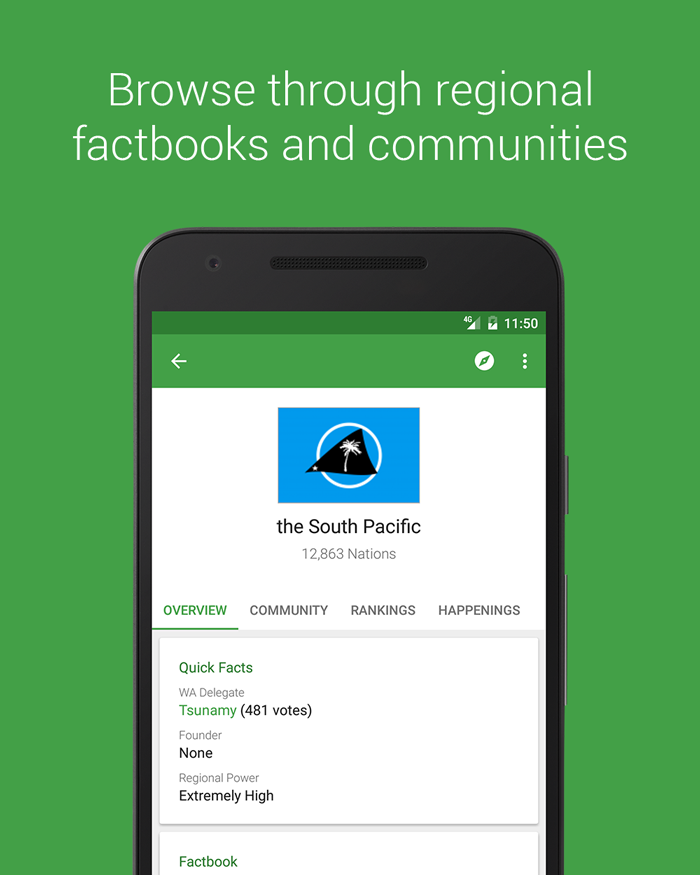 Browse through regional
factbooks and communities
4G 11:50
the South Pacific
12,863 Nations
OVERVIEW COMMUNITY RANKINGS HAPPENINGS
Quick Facts
WA Delegate
Tsunamy (481 votes)
Founder
None
Regional Power
Extremely High
Factbook